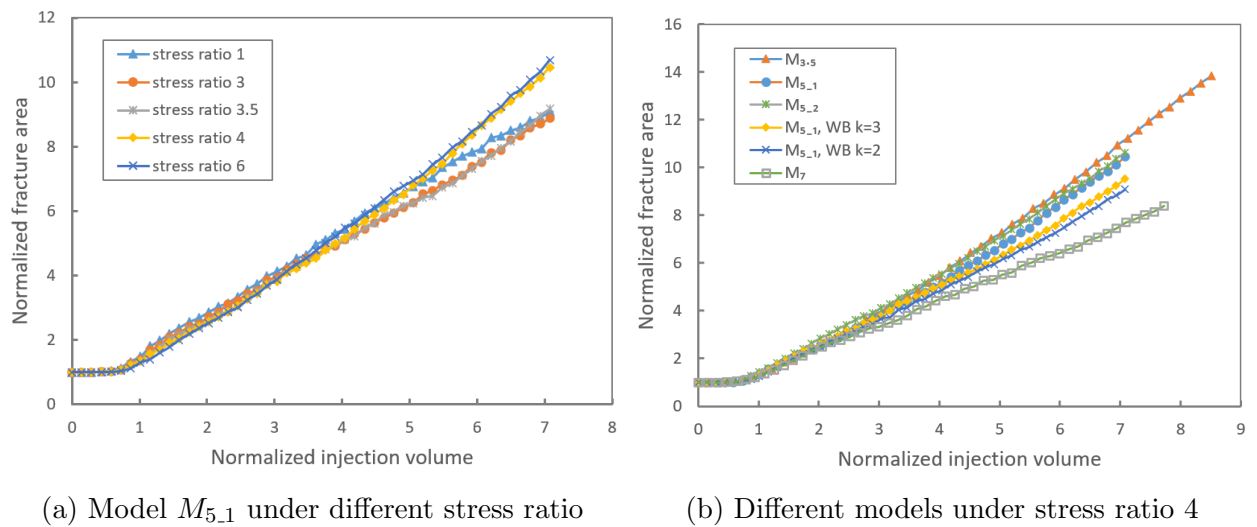 12
10
8
6
4
2
0
Normalized fracture area
stress ratio 1
stress ratio 3
stress ratio 3.5
stress ratio 4
stress ratio 6
0 1 2 3 4 5 6 7 8
Normalized injection volume
(a) Model M5_1 under different stress ratio
16
14
12
10
8
6
4
2
0
Normalized fracture area
M3.5
M5_1
M5_2
M5_1, WB k=3
M5_1, WB k=2
M7
0 1 2 3 4 5 6 7 8 9
Normalized injection volume
(b) Different models under stress ratio 4